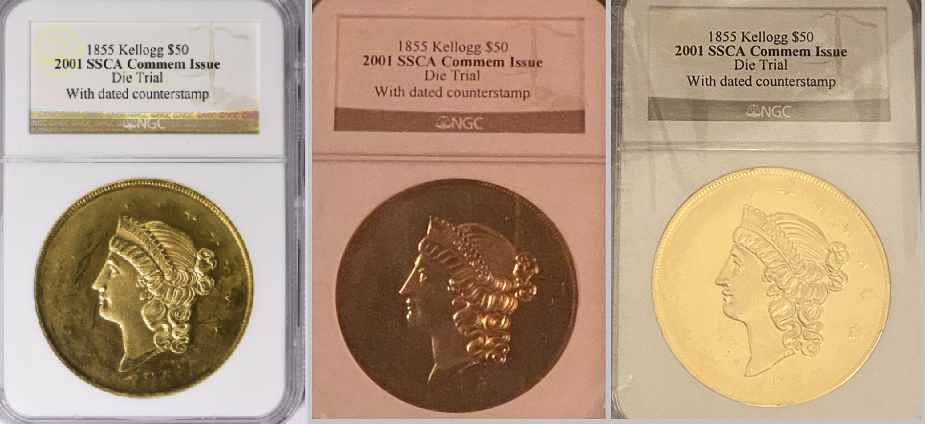 1855 Kellogg $50
2001 SSCA Commem Issue
Die Trial
With dated counterstamp
NGC
1855 Kellogg $50
2001 SSCA Commem Issue
Die Trial
With dated counterstamp
NGC
1855 Kellogg $50
2001 SSCA Commem Issue
Die Trial
With dated counterstamp
NGC